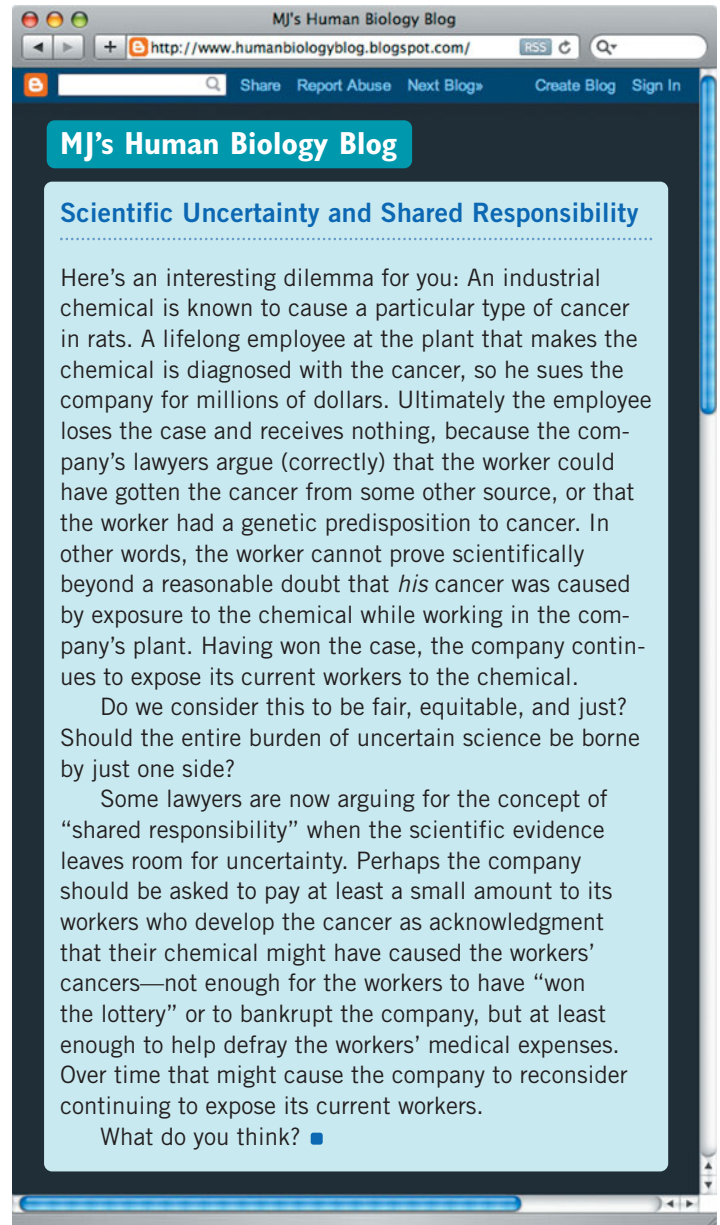 MJ's Human Biology Blog
http://www.humanbiologyblog.blogspot.com/ RSS
Share Report Abuse Next Blog» Create Blog Sign In
MJ's Human Biology Blog
Scientific Uncertainty and Shared Responsibility
Here's an interesting dilemma for you: An industrial
chemical is known to cause a particular type of cancer
in rats. A lifelong employee at the plant that makes the
chemical is diagnosed with the cancer, so he sues the
company for millions of dollars. Ultimately the employee
loses the case and receives nothing, because the com-
pany's lawyers argue (correctly) that the worker could
have gotten the cancer from some other source, or that
the worker had a genetic predisposition to cancer. In
other words, the worker cannot prove scientifically
beyond a reasonable doubt that his cancer was caused
by exposure to the chemical while working in the com-
pany's plant. Having won the case, the company contin-
ues to expose its current workers to the chemical.
Do we consider this to be fair, equitable, and just?
Should the entire burden of uncertain science be borne
by just one side?
Some lawyers are now arguing for the concept of
“shared responsibility” when the scientific evidence
leaves room for uncertainty. Perhaps the company
should be asked to pay at least a small amount to its
workers who develop the cancer as acknowledgment
that their chemical might have caused the workers'
cancers—not enough for the workers to have “won
the lottery” or to bankrupt the company, but at least
enough to help defray the workers' medical expenses.
Over time that might cause the company to reconsider
continuing to expose its current workers.
What do you think?